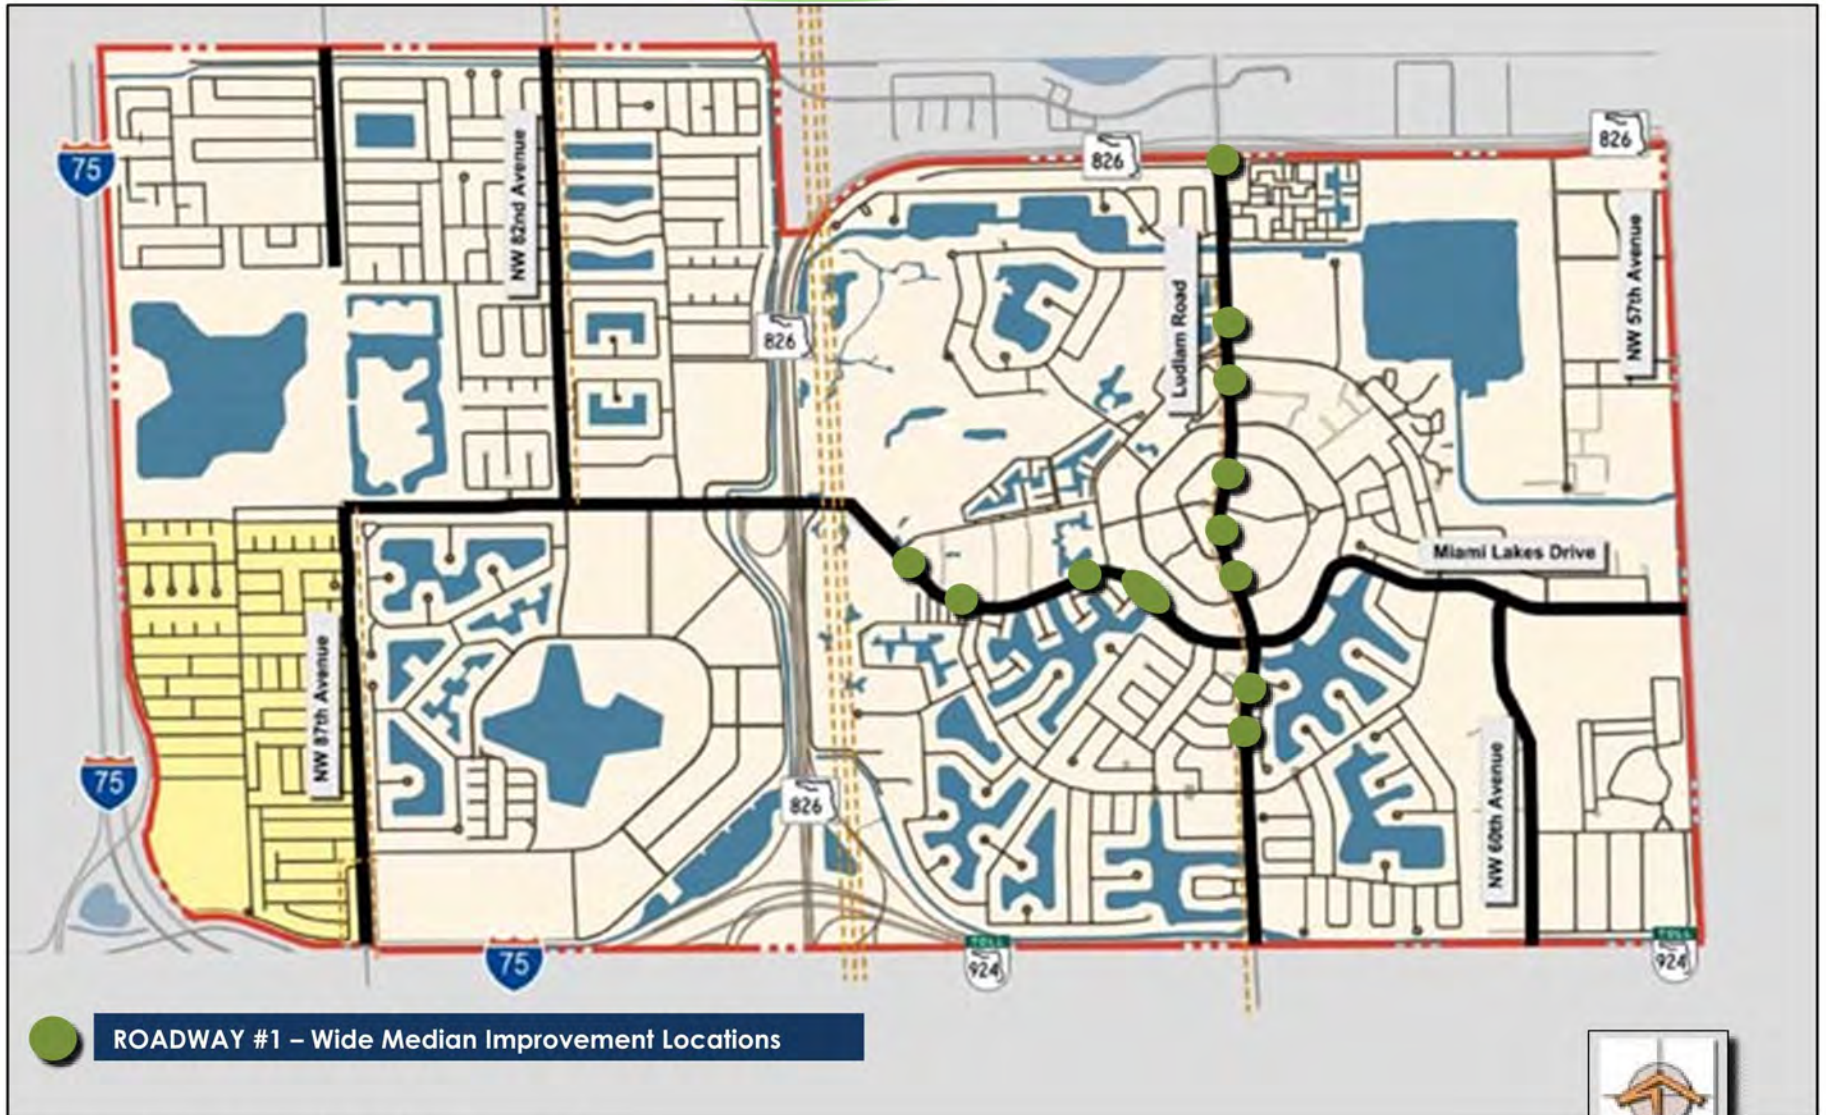 826
826
75
NW 82nd Avenue
NW 57th Avenue
Ludlam Road
826
Miami Lakes Drive
NW 87th Avenue
75
826
NW 60th Avenue
75
TOLL
924
TOLL
924
ROADWAY #1 – Wide Median Improvement Locations